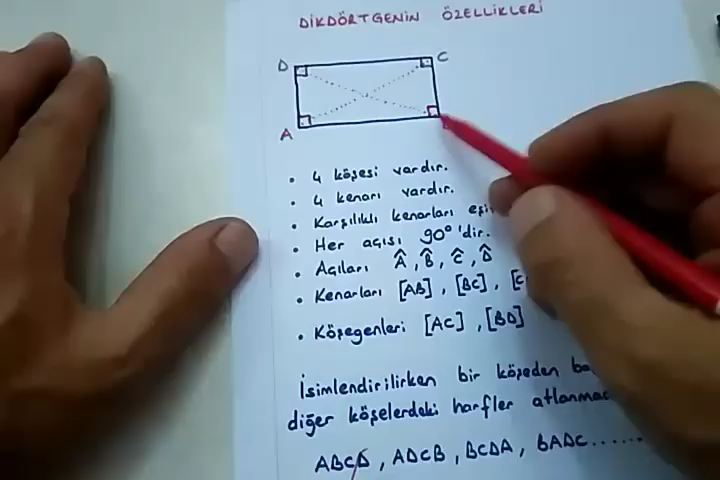 DİKDÖRTGENİN ÖZELLİKLERİ
D
C
A
• 4 köşesi vardır.
• 4 kenarı vardır.
• Karşılıklı kenarları
• Her açısı 90° 'dir.
• Açıları Â, B̂, Ĉ, D̂
• Kenarları [AB], [BC],
• Köşegenleri [AC], [BD]
İsimlendirilirken bir köşeden
diğer köşelerdeki harfler
ABCD, ADCB, BCDA, BADC......